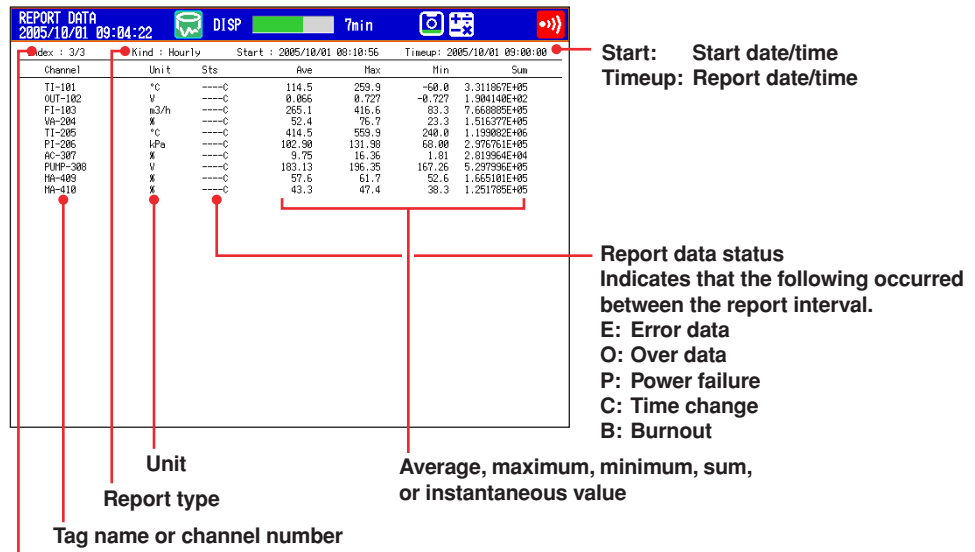 REPORT DATA
2005/10/01 09:04:22
DISP
7min
Index : 3/3 Kind : Hourly Start : 2005/10/01 08:10:56 Timeup: 2005/10/01 09:00:00
Channel Unit Sts Ave Max Min Sum
TI-101 °C ----C 114.5 259.9 -60.0 3.311867E+05
OUT-102 V ----C 0.066 0.727 -0.727 1.904140E+02
FI-103 m3/h ----C 265.1 416.6 83.3 7.668885E+05
VA-204 % ----C 52.4 76.7 23.3 1.516377E+05
TI-205 °C ----C 414.5 559.9 240.0 1.199082E+06
PI-206 kPa ----C 102.90 131.98 68.00 2.976761E+05
AC-307 % ----C 9.75 16.36 1.81 2.819964E+04
PUMP-308 V ----C 183.13 196.35 167.26 5.297996E+05
MA-409 % ----C 57.6 61.7 52.6 1.665101E+05
MA-410 % ----C 43.3 47.4 38.3 1.251785E+05
Start: Start date/time
Timeup: Report date/time
Report data status
Indicates that the following occurred
between the report interval.
E: Error data
O: Over data
P: Power failure
C: Time change
B: Burnout
Average, maximum, minimum, sum,
or instantaneous value
Unit
Report type
Tag name or channel number